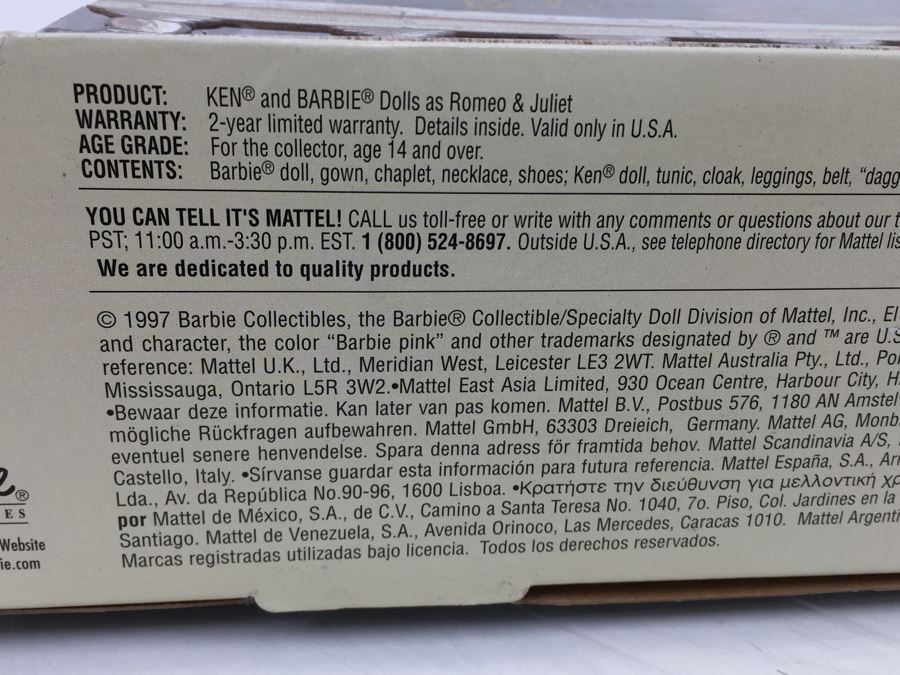 PRODUCT: KEN® and BARBIE® Dolls as Romeo & Juliet
WARRANTY: 2-year limited warranty. Details inside. Valid only in U.S.A.
AGE GRADE: For the collector, age 14 and over.
CONTENTS: Barbie® doll, gown, chaplet, necklace, shoes; Ken® doll, tunic, cloak, leggings, belt, “dagg
YOU CAN TELL IT'S MATTEL! CALL us toll-free or write with any comments or questions about our t
PST; 11:00 a.m.-3:30 p.m. EST. 1 (800) 524-8697. Outside U.S.A., see telephone directory for Mattel lis
We are dedicated to quality products.
© 1997 Barbie Collectibles, the Barbie® Collectible/Specialty Doll Division of Mattel, Inc., El
and character, the color “Barbie pink” and other trademarks designated by ® and ™ are U.S
reference: Mattel U.K., Ltd., Meridian West, Leicester LE3 2WT. Mattel Australia Pty., Ltd., Po
Mississauga, Ontario L5R 3W2.•Mattel East Asia Limited, 930 Ocean Centre, Harbour City, H
•Bewaar deze informatie. Kan later van pas komen. Mattel B.V., Postbus 576, 1180 AN Amstel
mögliche Rückfragen aufbewahren. Mattel GmbH, 63303 Dreieich, Germany. Mattel AG, Monb
eventuel senere henvendelse. Spara denna adress för framtida behov. Mattel Scandinavia A/S,
Castello, Italy. •Sírvanse guardar esta información para futura referencia. Mattel España, S.A., Ar
Lda., Av. da República No.90-96, 1600 Lisboa. •Κρατήστε την διεύθυνση για μελλοντική χρ
por Mattel de México, S.A., de C.V., Camino a Santa Teresa No. 1040, 7o. Piso, Col. Jardines en la
Santiago. Mattel de Venezuela, S.A., Avenida Orinoco, Las Mercedes, Caracas 1010. Mattel Argenti
Marcas registradas utilizadas bajo licencia. Todos los derechos reservados.
e®
ES
Website
ie.com